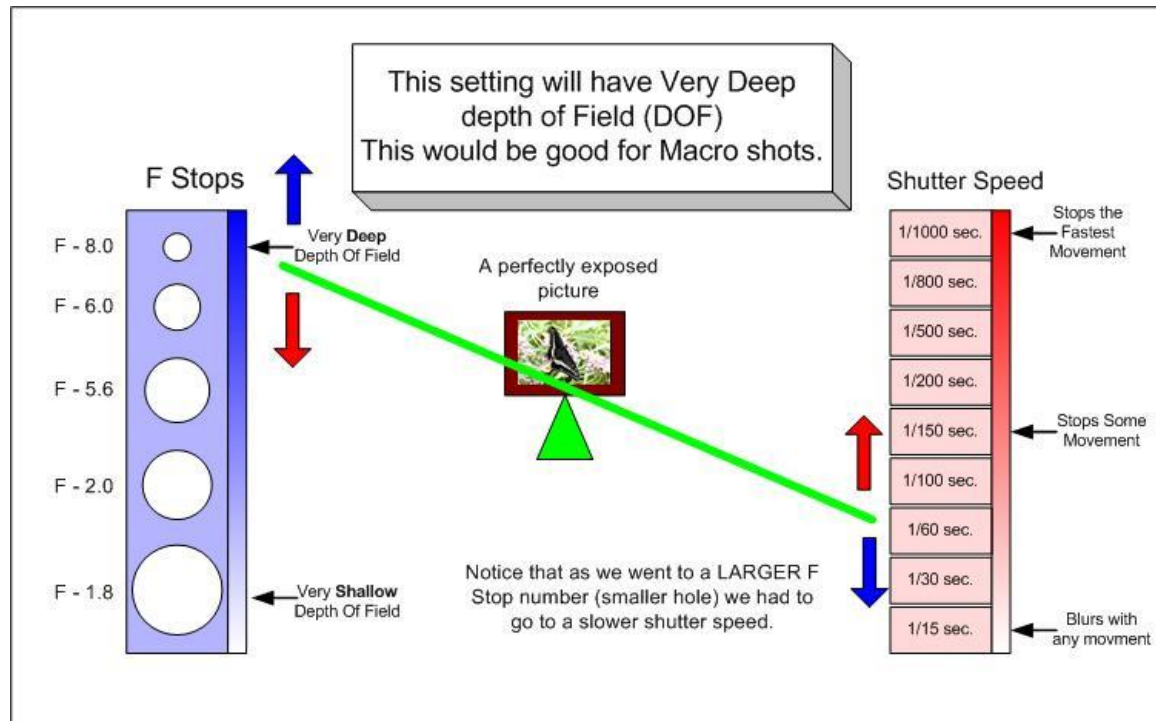 This setting will have Very Deep
depth of Field (DOF)
This would be good for Macro shots.
F Stops
F - 8.0
F - 6.0
F - 5.6
F - 2.0
F - 1.8
Very Deep
Depth Of Field
Very Shallow
Depth Of Field
A perfectly exposed
picture
Notice that as we went to a LARGER F
Stop number (smaller hole) we had to
go to a slower shutter speed.
Shutter Speed
1/1000 sec.
1/800 sec.
1/500 sec.
1/200 sec.
1/150 sec.
1/100 sec.
1/60 sec.
1/30 sec.
1/15 sec.
Stops the
Fastest
Movement
Stops Some
Movement
Blurs with
any movment